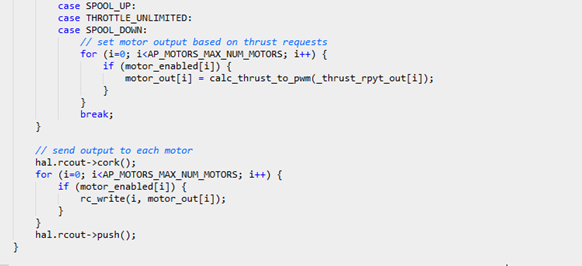 case SPOOL_UP:
case THROTTLE_UNLIMITED:
case SPOOL_DOWN:
// set motor output based on thrust requests
for (i=0; i<AP_MOTORS_MAX_NUM_MOTORS; i++) {
if (motor_enabled[i]) {
motor_out[i] = calc_thrust_to_pwm(_thrust_rpyt_out[i]);
}
}
break;
}
// send output to each motor
hal.rcout->cork();
for (i=0; i<AP_MOTORS_MAX_NUM_MOTORS; i++) {
if (motor_enabled[i]) {
rc_write(i, motor_out[i]);
}
}
hal.rcout->push();
}